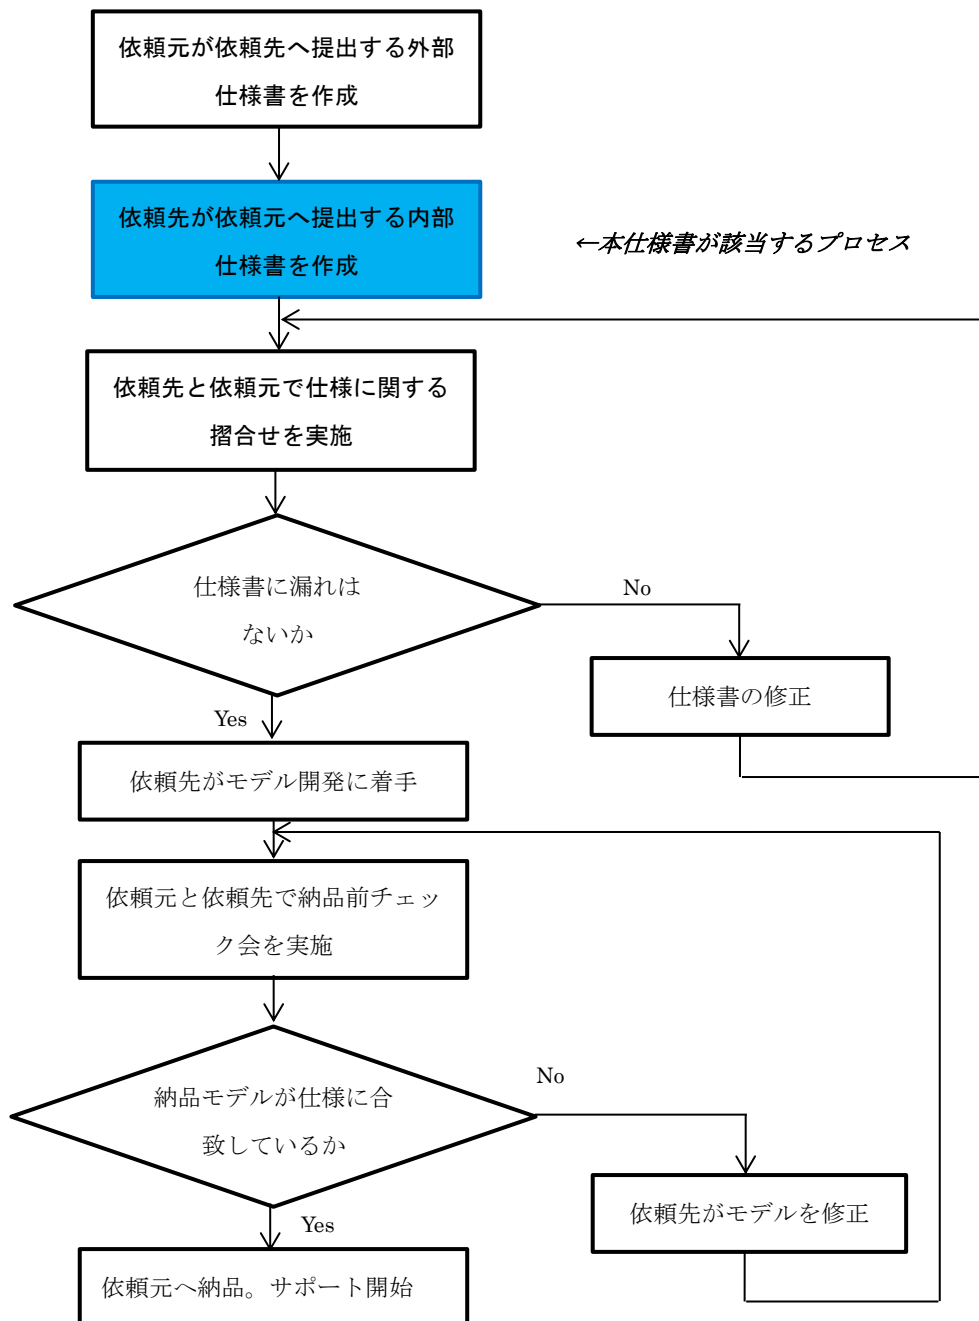 依頼元が依頼先へ提出する外部
仕様書を作成
依頼先が依頼元へ提出する内部
仕様書を作成
←本仕様書が該当するプロセス
依頼先と依頼元で仕様に関する
摺合せを実施
仕様書に漏れは
ないか
No
仕様書の修正
Yes
依頼先がモデル開発に着手
依頼元と依頼先で納品前チェッ
ク会を実施
納品モデルが仕様に合
致しているか
No
依頼先がモデルを修正
Yes
依頼元へ納品。サポート開始